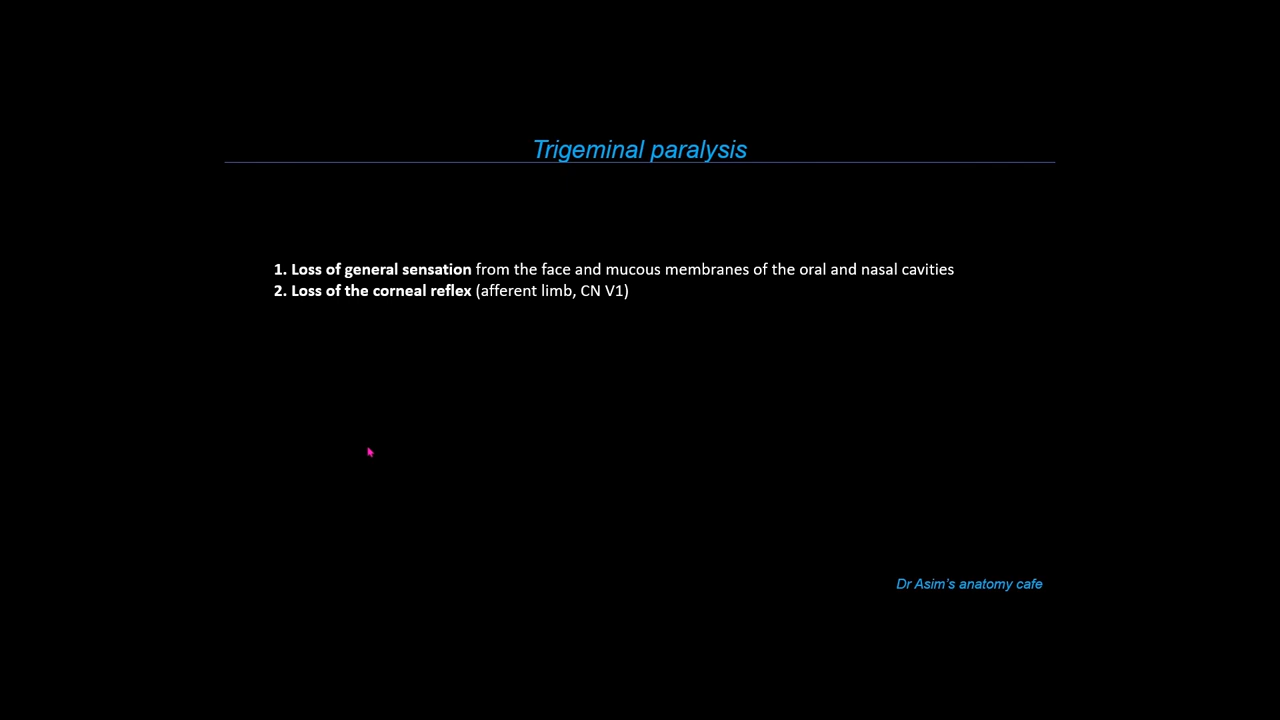 Trigeminal paralysis
1. Loss of general sensation from the face and mucous membranes of the oral and nasal cavities
2. Loss of the corneal reflex (afferent limb, CN V1)
Dr Asim's anatomy cafe